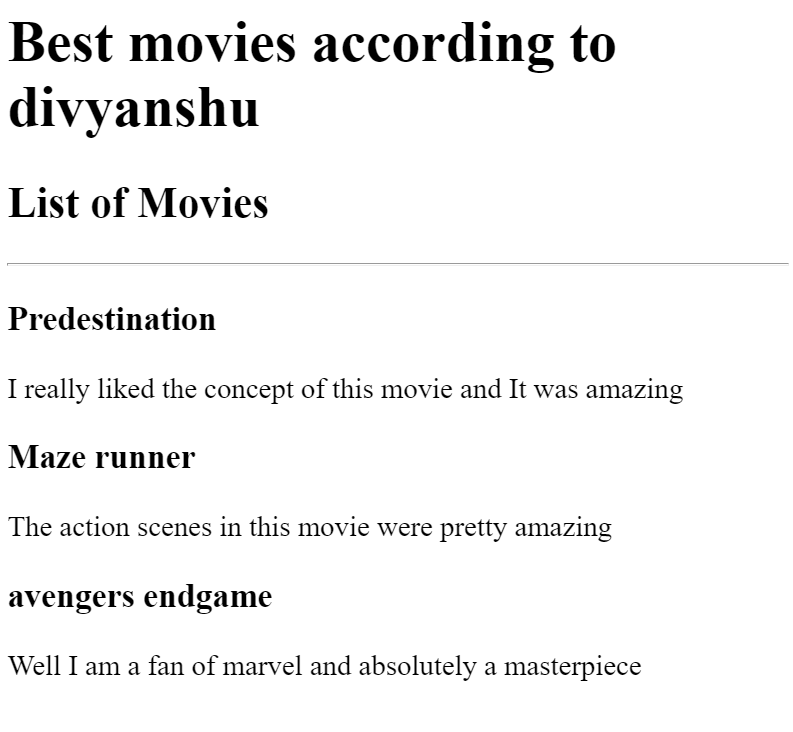 Best movies according to
divyanshu
List of Movies
Predestination
I really liked the concept of this movie and It was amazing
Maze runner
The action scenes in this movie were pretty amazing
avengers endgame
Well I am a fan of marvel and absolutely a masterpiece